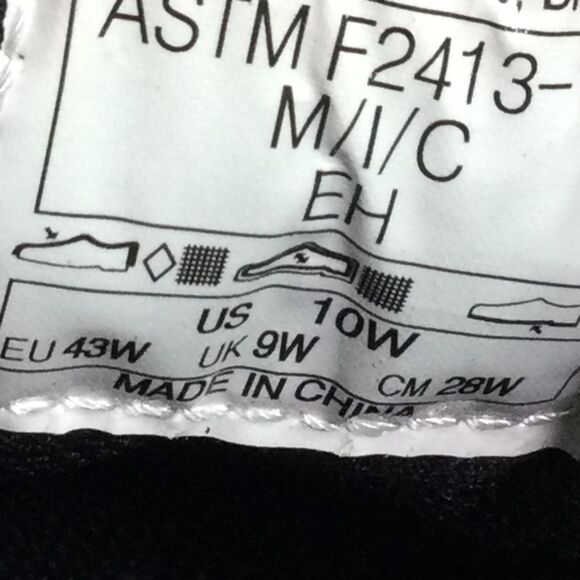 ASTM F2413-
M/I/C
EH
US 10W
EU 43W UK 9W CM 28W
MADE IN CHINA